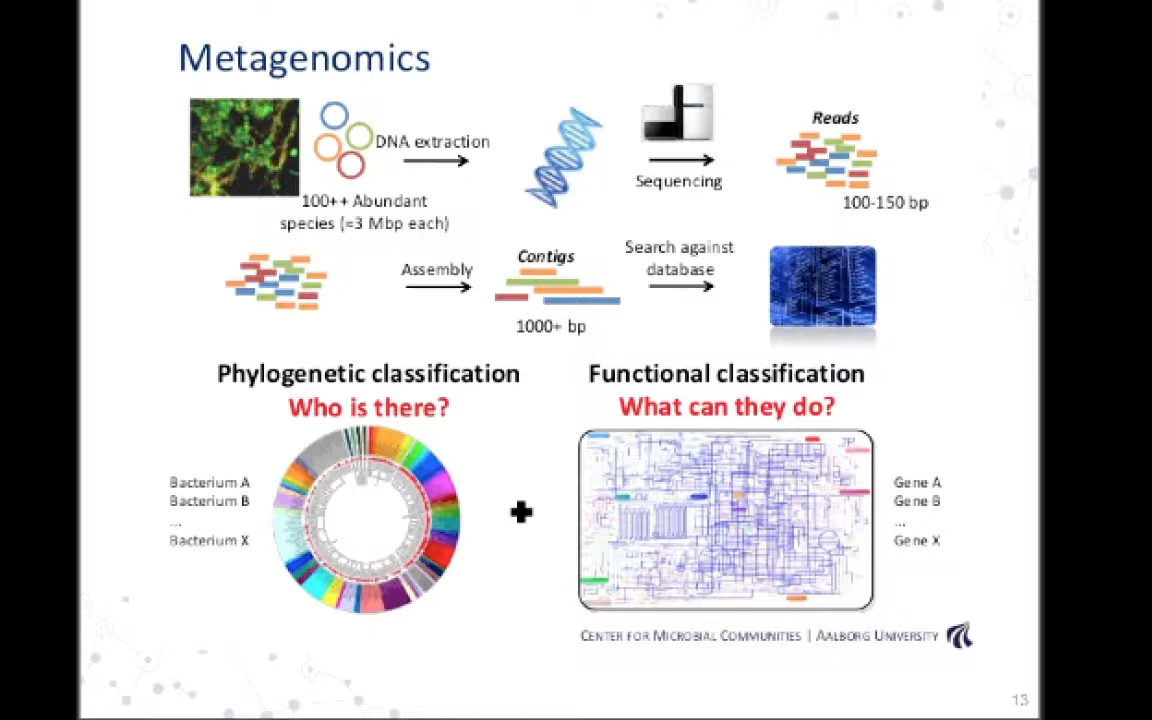 Metagenomics
DNA extraction
100++ Abundant
species (≈3 Mbp each)
Sequencing
Reads
100-150 bp
Assembly
Contigs
1000+ bp
Search against
database
Phylogenetic classification
Who is there?
Functional classification
What can they do?
Bacterium A
Bacterium B
...
Bacterium X
Gene A
Gene B
...
Gene X
CENTER FOR MICROBIAL COMMUNITIES | AALBORG UNIVERSITY
13